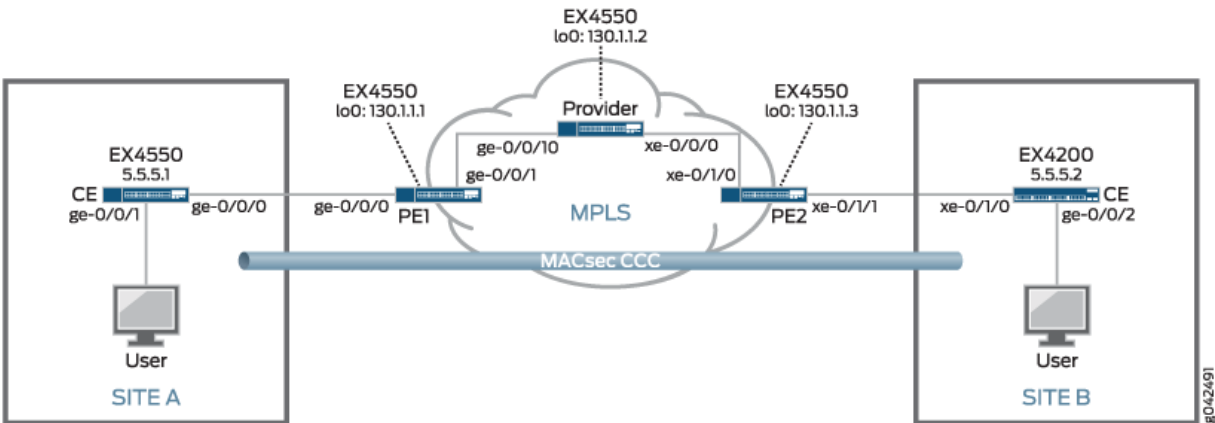 EX4550
lo0: 130.1.1.2
EX4550
lo0: 130.1.1.1
Provider
EX4550
lo0: 130.1.1.3
ge-0/0/10
xe-0/0/0
EX4550
5.5.5.1
ge-0/0/1
xe-0/1/0
EX4200
5.5.5.2
CE
ge-0/0/1
ge-0/0/0
ge-0/0/0
PE1
MPLS
PE2
xe-0/1/1
xe-0/1/0
CE
ge-0/0/2
MACsec CCC
User
User
SITE A
SITE B
g042491